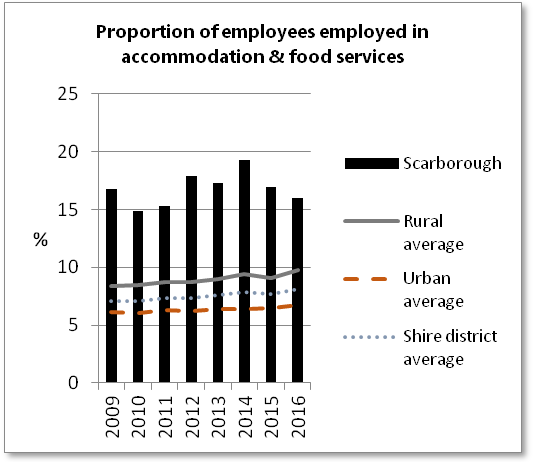 Proportion of employees employed in
accommodation & food services
25
20
15
10
5
0
%
2009
2010
2011
2012
2013
2014
2015
2016
Scarborough
Rural
average
Urban
average
Shire district
average